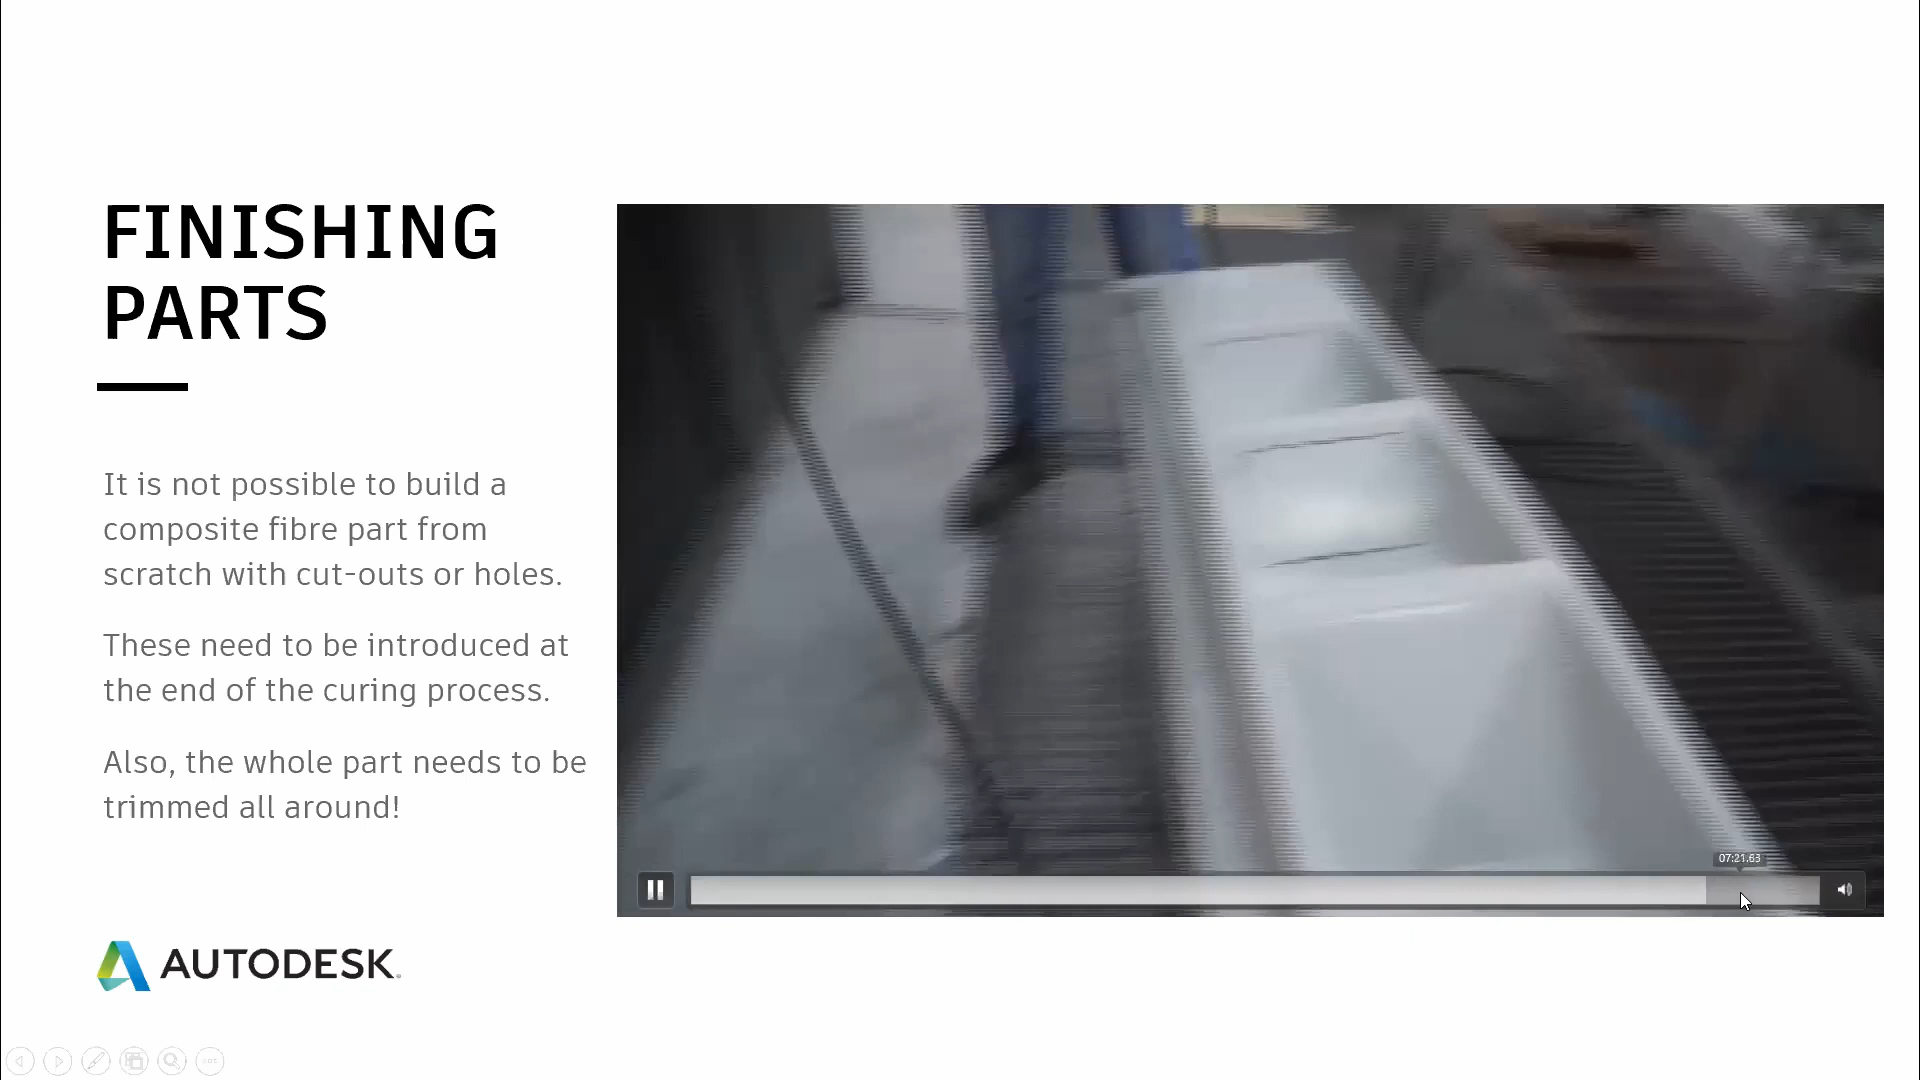 FINISHING
PARTS
It is not possible to build a
composite fibre part from
scratch with cut-outs or holes.
These need to be introduced at
the end of the curing process.
Also, the whole part needs to be
trimmed all around!
07:21.63
AUTODESK.